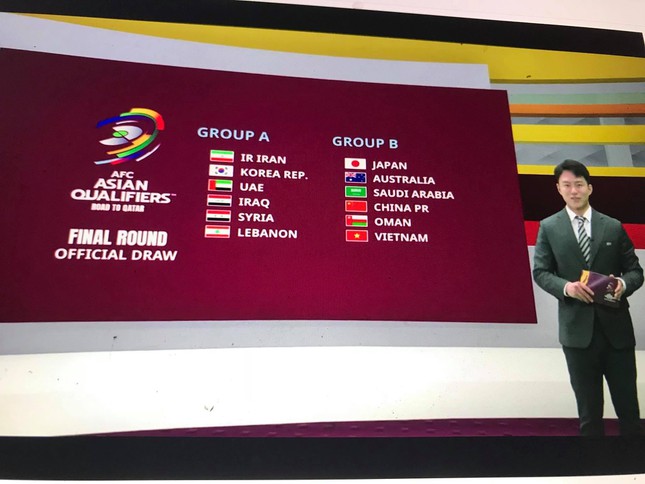 AFC
ASIAN
QUALIFIERS™
ROAD TO QATAR
FINAL ROUND
OFFICIAL DRAW
GROUP A
IR IRAN
KOREA REP.
UAE
IRAQ
SYRIA
LEBANON
GROUP B
JAPAN
AUSTRALIA
SAUDI ARABIA
CHINA PR
OMAN
VIETNAM